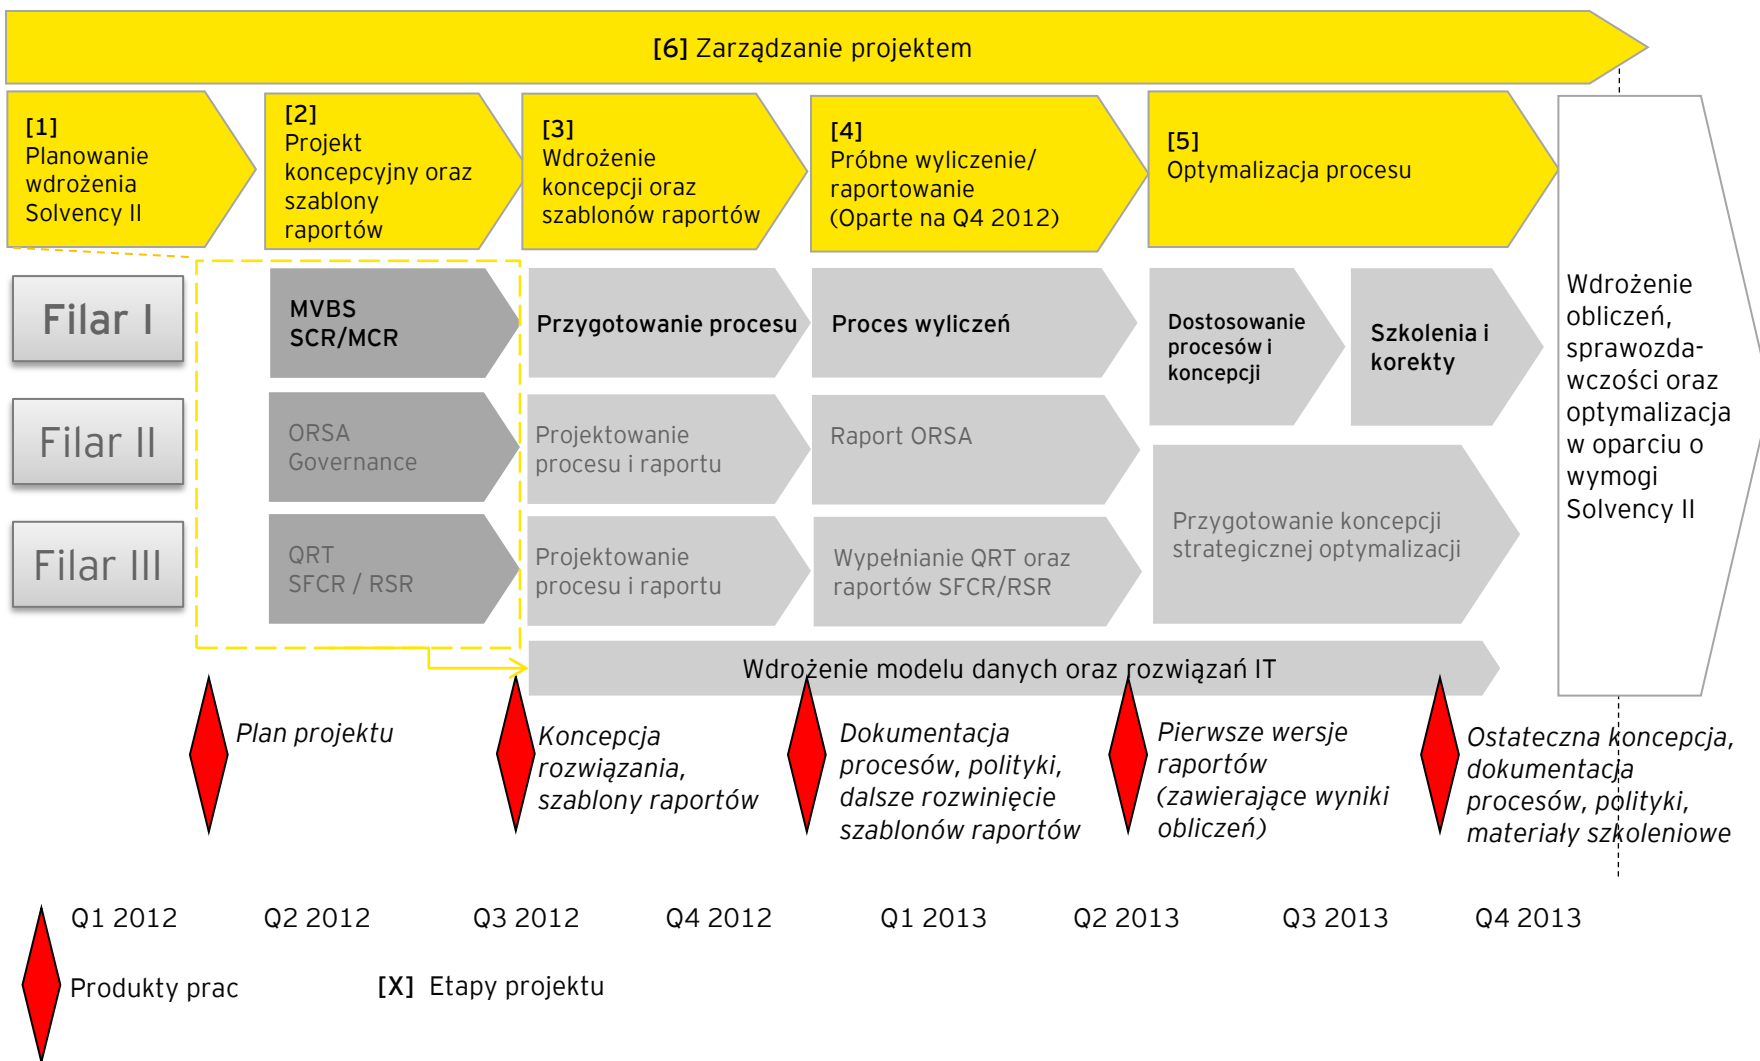 [6] Zarządzanie projektem
[1]
Planowanie
wdrożenia
Solvency II
[2]
Projekt
koncepcyjny oraz
szablony
raportów
[3]
Wdrożenie
koncepcji oraz
szablonów raportów
[4]
Próbne wyliczenie/
raportowanie
(Oparte na Q4 2012)
[5]
Optymalizacja procesu
Wdrożenie
obliczeń,
sprawozda-
wczości oraz
optymalizacja
w oparciu o
wymogi
Solvency II
Filar I
MVBS
SCR/MCR
Przygotowanie procesu
Proces wyliczeń
Dostosowanie
procesów i
koncepcji
Szkolenia i
korekty
Filar II
ORSA
Governance
Projektowanie
procesu i raportu
Raport ORSA
Filar III
QRT
SFCR / RSR
Projektowanie
procesu i raportu
Wypełnianie QRT oraz
raportów SFCR/RSR
Przygotowanie koncepcji
strategicznej optymalizacji
Wdrożenie modelu danych oraz rozwiązań IT
Plan projektu
Koncepcja
rozwiązania,
szablony raportów
Dokumentacja
procesów, polityki,
dalsze rozwinięcie
szablonów raportów
Pierwsze wersje
raportów
(zawierające wyniki
obliczeń)
Ostateczna koncepcja,
dokumentacja
procesów, polityki,
materiały szkoleniowe
Q1 2012 Q2 2012 Q3 2012 Q4 2012 Q1 2013 Q2 2013 Q3 2013 Q4 2013
Produkty prac
[X] Etapy projektu